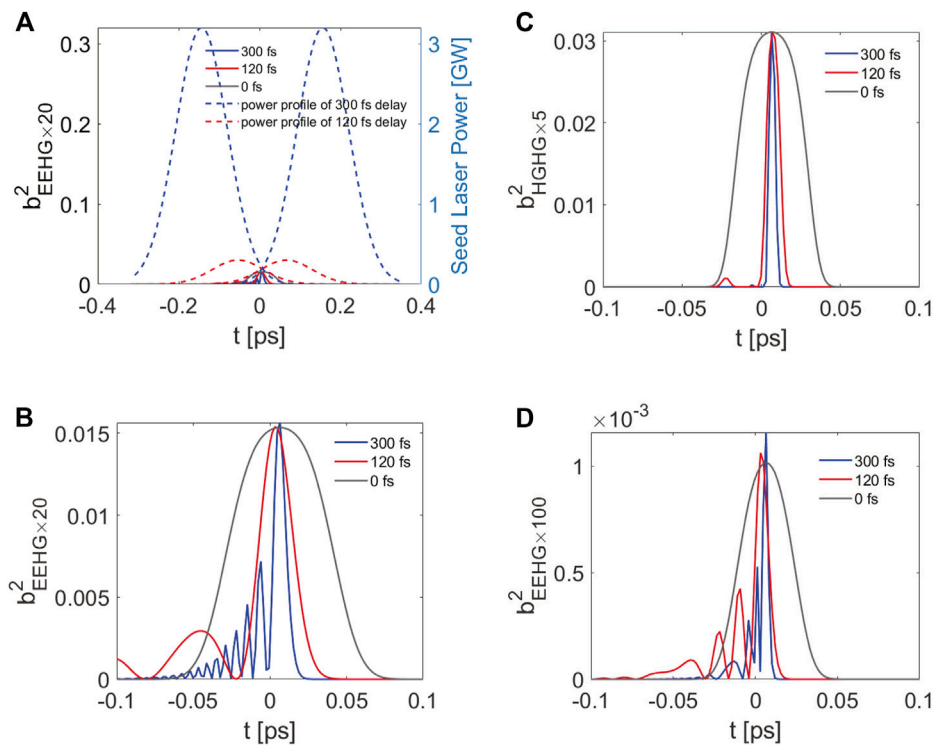 A
b²EEHG×20
0.3
0.2
0.1
0
-0.4
-0.2
0
0.2
0.4
t [ps]
300 fs
120 fs
0 fs
power profile of 300 fs delay
power profile of 120 fs delay
3
2
1
0
Seed Laser Power [GW]
C
b²HGHG×5
0.03
0.02
0.01
0
-0.1
-0.05
0
0.05
0.1
t [ps]
300 fs
120 fs
0 fs
B
b²EEHG×20
0.015
0.01
0.005
0
-0.1
-0.05
0
0.05
0.1
t [ps]
300 fs
120 fs
0 fs
D
×10⁻³
b²EEHG×100
1
0.5
0
-0.1
-0.05
0
0.05
0.1
t [ps]
300 fs
120 fs
0 fs